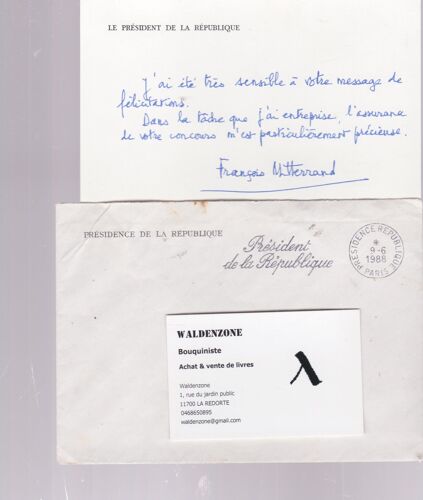 LE PRÉSIDENT DE LA RÉPUBLIQUE
J'ai été très sensible à votre message de
félicitations.
Dans la tâche que j'ai entreprise, l'assurance
de votre concours m'est particulièrement précieuse.
François Mitterrand
PRÉSIDENCE DE LA RÉPUBLIQUE
Président
de la République
PRESIDENCE REPUBLIQUE
*
9-6
1988
PARIS
WALDENZONE
Bouquiniste
Achat & vente de livres
Waldenzone
1, rue du jardin public
11700 LA REDORTE
0468650895
waldenzone@gmail.com